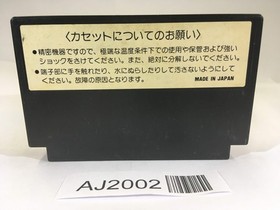 〈カセットについてのお願い〉
●精密機器ですので、極端な温度条件下での使用や保管および強い
ショックをさけてください。また、絶対に分解しないでください。
●端子部に手を触れたり、水にぬらしたりして汚さないようにして
ください。故障の原因となります。
MADE IN JAPAN
AJ2002